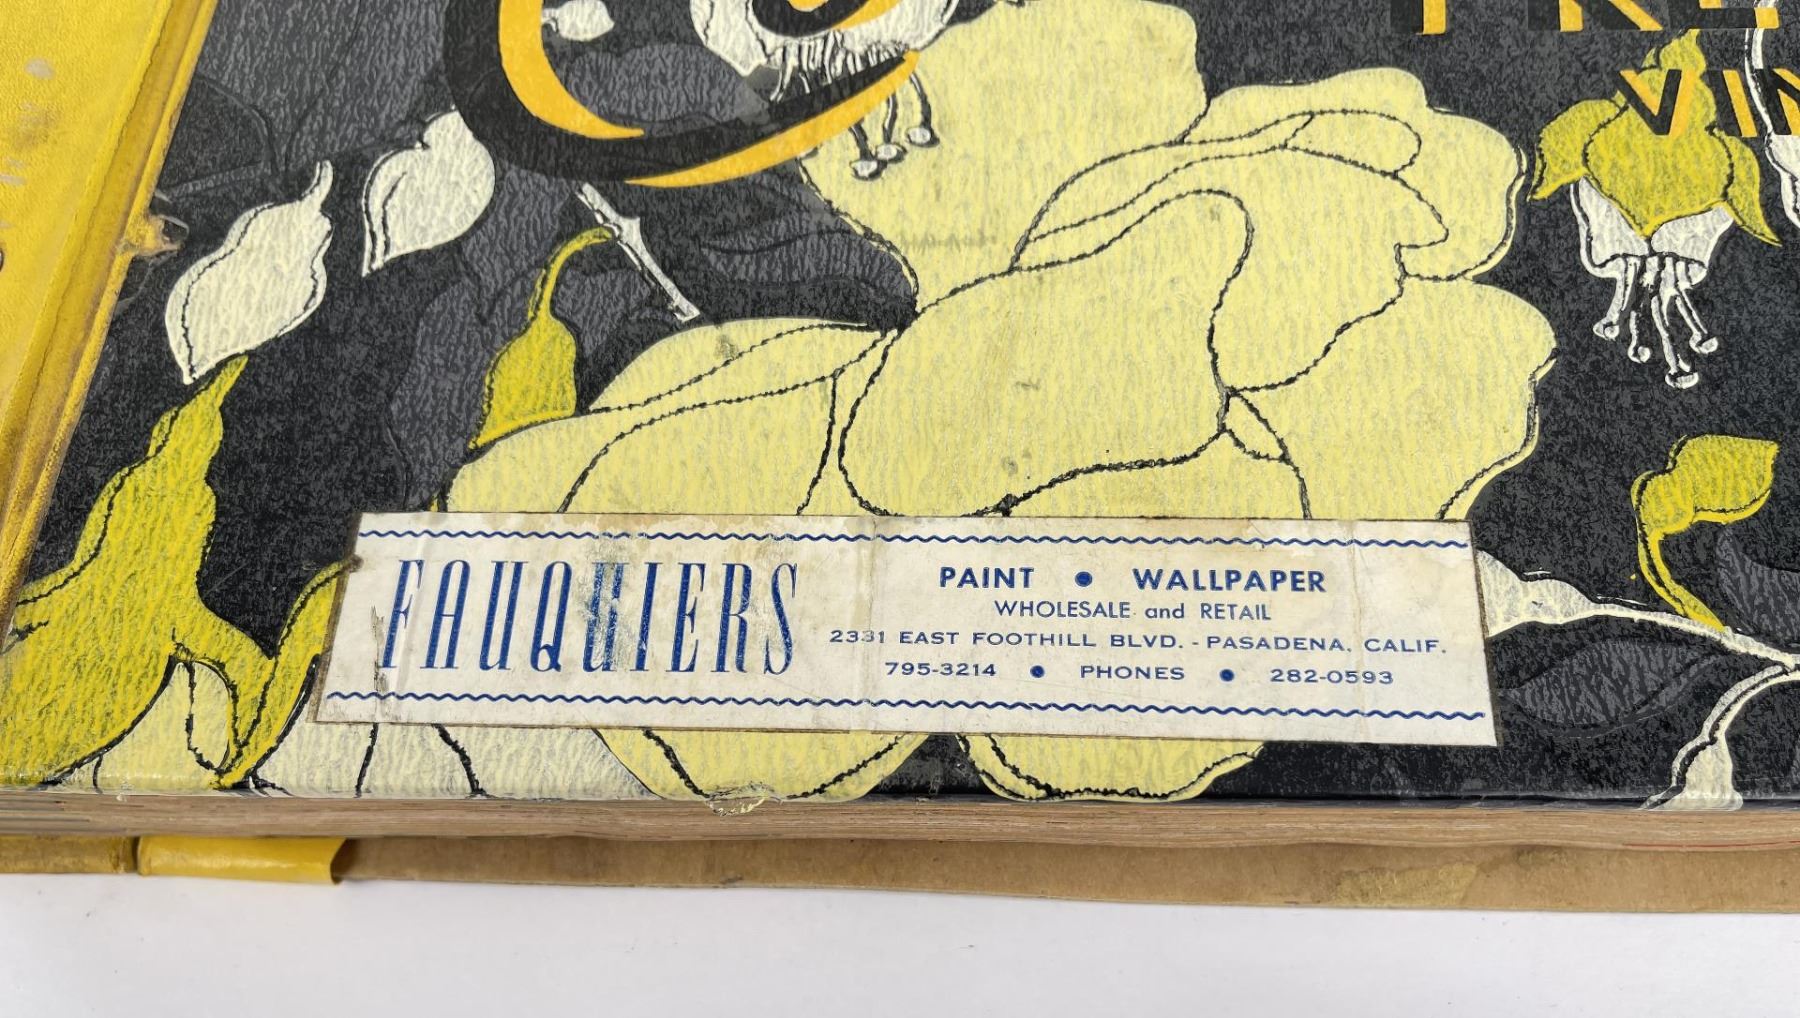 FAUQUIERS
PAINT • WALLPAPER
WHOLESALE and RETAIL
2331 EAST FOOTHILL BLVD. - PASADENA, CALIF.
795-3214 • PHONES • 282-0593